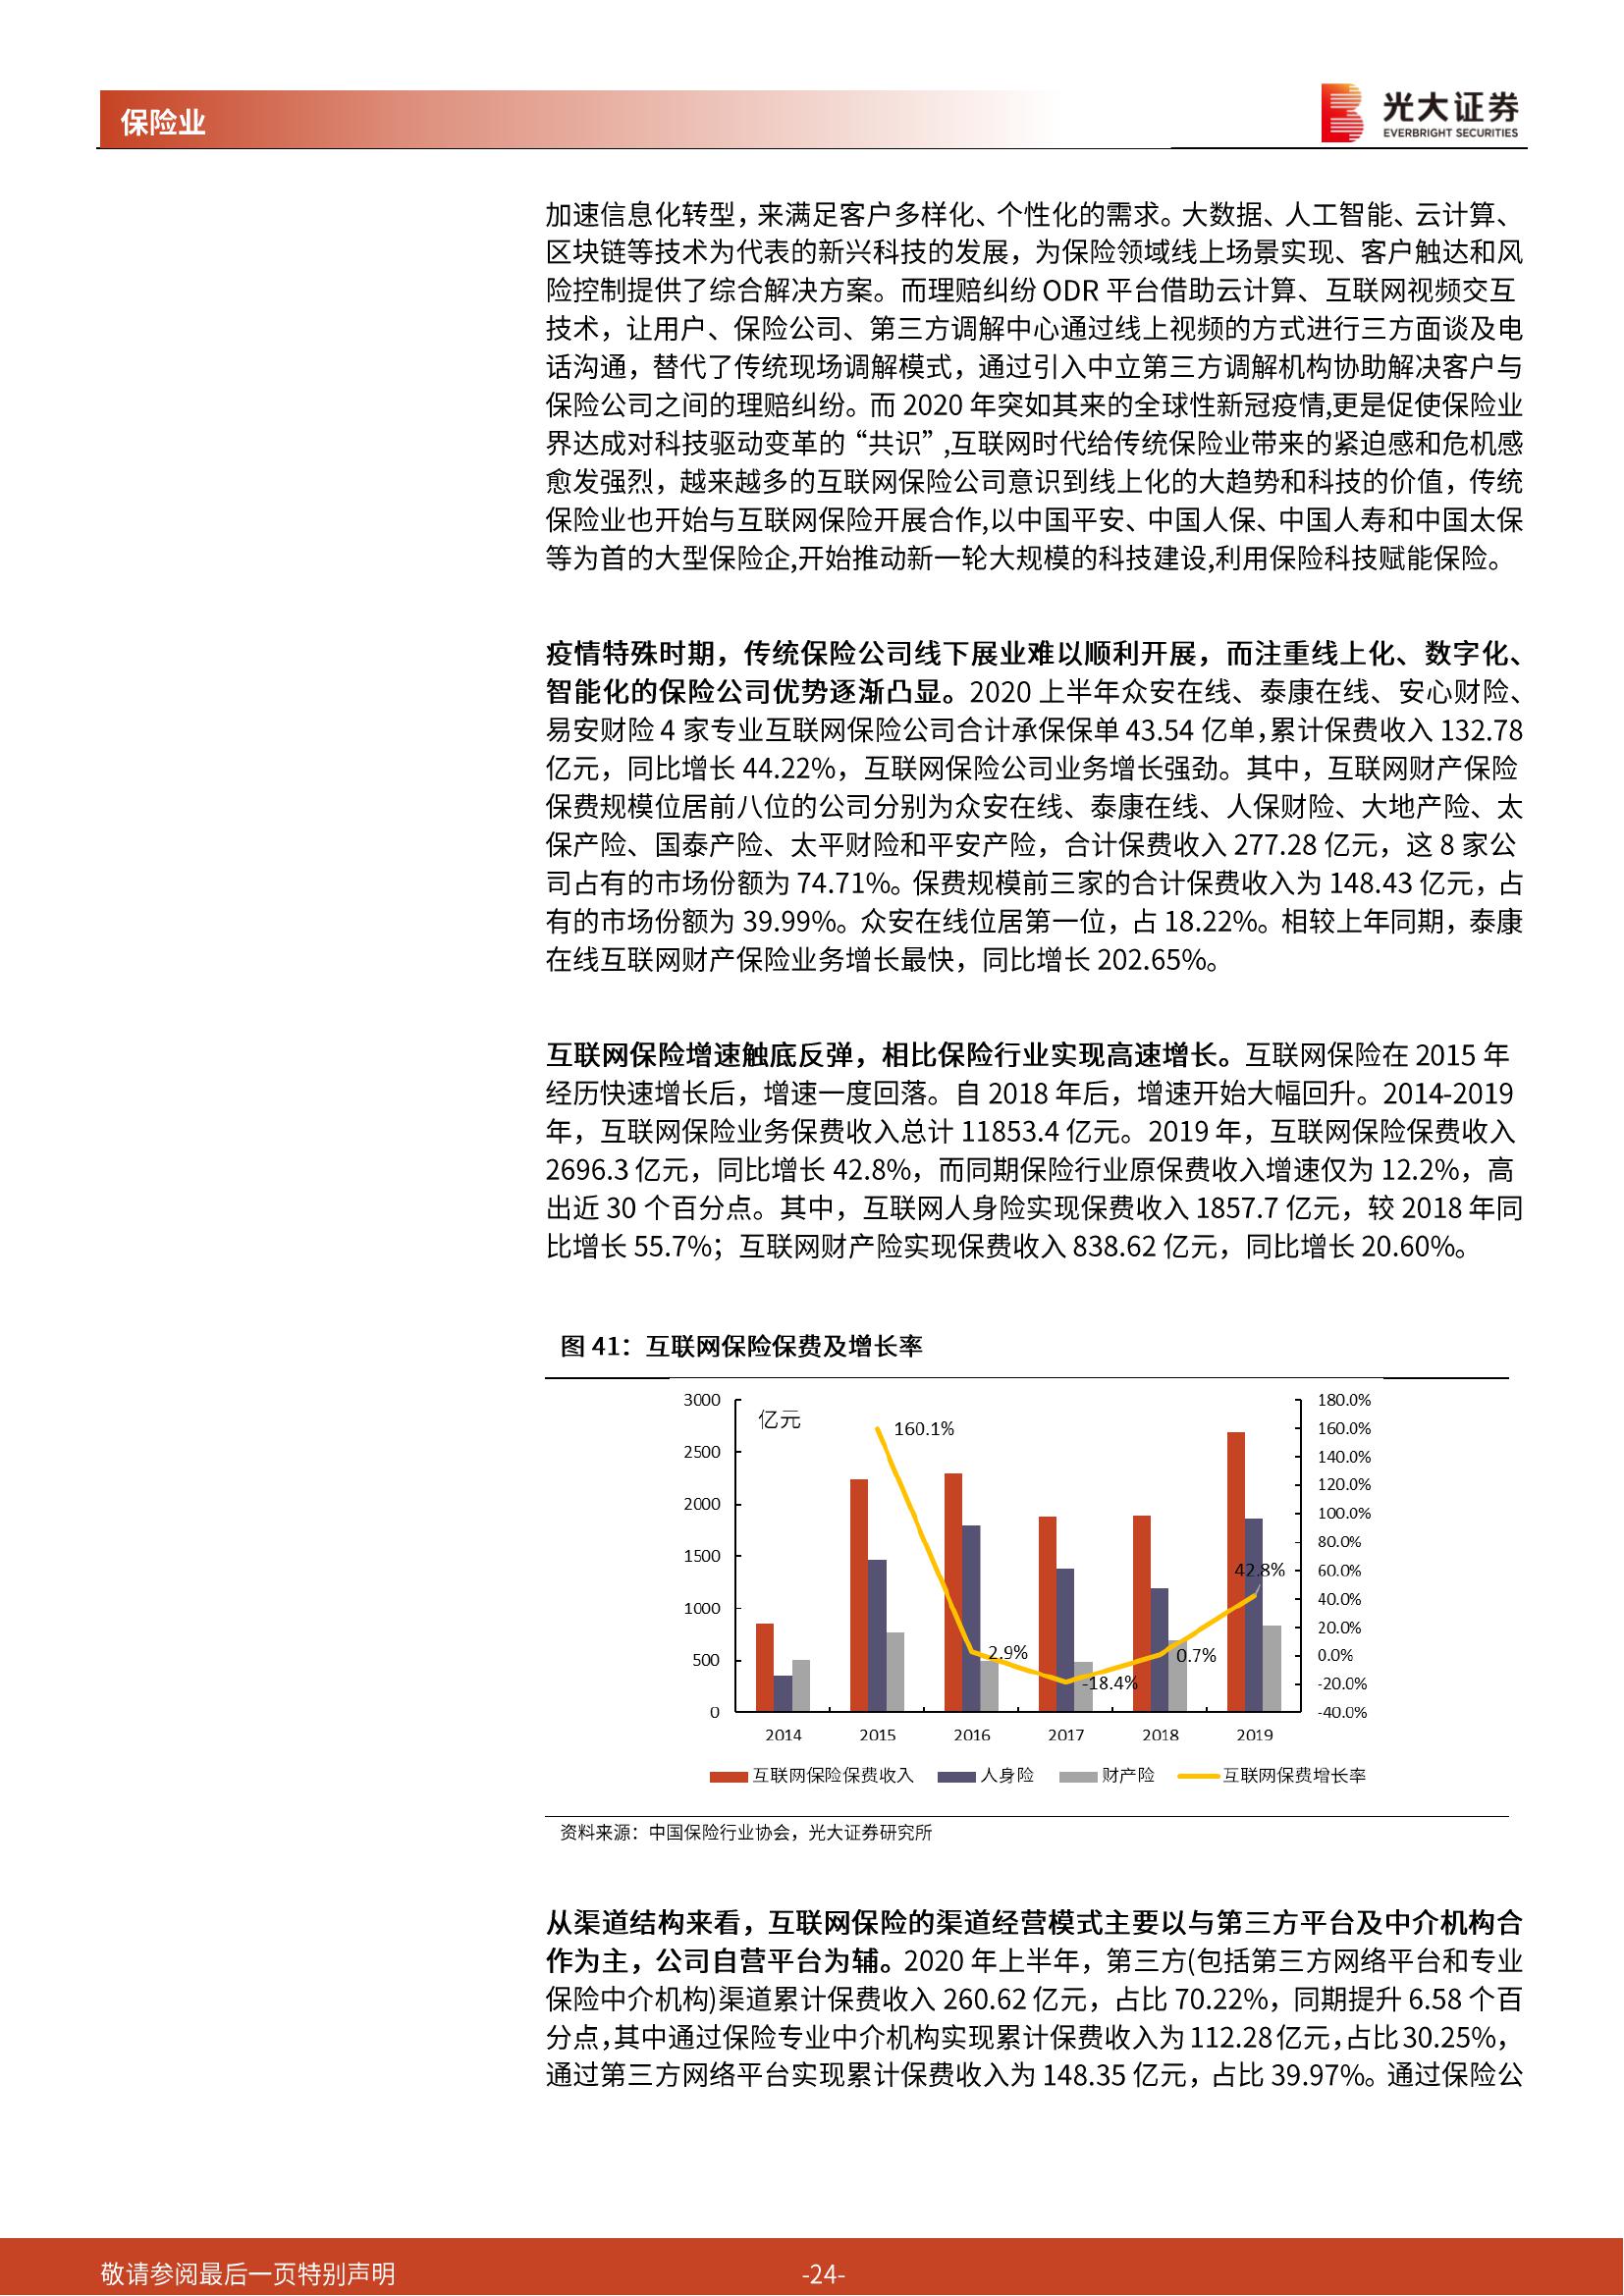 保险业
光大证券
EVERBRIGHT SECURITIES
加速信息化转型，来满足客户多样化、个性化的需求。大数据、人工智能、云计算、
区块链等技术为代表的新兴科技的发展，为保险领域线上场景实现、客户触达和风
险控制提供了综合解决方案。而理赔纠纷 ODR 平台借助云计算、互联网视频交互
技术，让用户、保险公司、第三方调解中心通过线上视频的方式进行三方面谈及电
话沟通，替代了传统现场调解模式，通过引入中立第三方调解机构协助解决客户与
保险公司之间的理赔纠纷。而 2020 年突如其来的全球性新冠疫情,更是促使保险业
界达成对科技驱动变革的“共识”,互联网时代给传统保险业带来的紧迫感和危机感
愈发强烈，越来越多的互联网保险公司意识到线上化的大趋势和科技的价值，传统
保险业也开始与互联网保险开展合作,以中国平安、中国人保、中国人寿和中国太保
等为首的大型保险企,开始推动新一轮大规模的科技建设,利用保险科技赋能保险。
疫情特殊时期，传统保险公司线下展业难以顺利开展，而注重线上化、数字化、
智能化的保险公司优势逐渐凸显。2020 上半年众安在线、泰康在线、安心财险、
易安财险 4 家专业互联网保险公司合计承保保单 43.54 亿单，累计保费收入 132.78
亿元，同比增长 44.22%，互联网保险公司业务增长强劲。其中，互联网财产保险
保费规模位居前八位的公司分别为众安在线、泰康在线、人保财险、大地产险、太
保产险、国泰产险、太平财险和平安产险，合计保费收入 277.28 亿元，这 8 家公
司占有的市场份额为 74.71%。保费规模前三家的合计保费收入为 148.43 亿元，占
有的市场份额为 39.99%。众安在线位居第一位，占 18.22%。相较上年同期，泰康
在线互联网财产保险业务增长最快，同比增长 202.65%。
互联网保险增速触底反弹，相比保险行业实现高速增长。互联网保险在 2015 年
经历快速增长后，增速一度回落。自 2018 年后，增速开始大幅回升。2014-2019
年，互联网保险业务保费收入总计 11853.4 亿元。2019 年，互联网保险保费收入
2696.3 亿元，同比增长 42.8%，而同期保险行业原保费收入增速仅为 12.2%，高
出近 30 个百分点。其中，互联网人身险实现保费收入 1857.7 亿元，较 2018 年同
比增长 55.7%；互联网财产险实现保费收入 838.62 亿元，同比增长 20.60%。
图 41：互联网保险保费及增长率
亿元
3000
2500
2000
1500
1000
500
0
180.0%
160.0%
140.0%
120.0%
100.0%
80.0%
60.0%
40.0%
20.0%
0.0%
-20.0%
-40.0%
160.1%
2.9%
-18.4%
0.7%
42.8%
2014 2015 2016 2017 2018 2019
互联网保险保费收入 人身险 财产险 互联网保费增长率
资料来源：中国保险行业协会，光大证券研究所
从渠道结构来看，互联网保险的渠道经营模式主要以与第三方平台及中介机构合
作为主，公司自营平台为辅。2020 年上半年，第三方(包括第三方网络平台和专业
保险中介机构)渠道累计保费收入 260.62 亿元，占比 70.22%，同期提升 6.58 个百
分点，其中通过保险专业中介机构实现累计保费收入为 112.28 亿元，占比 30.25%，
通过第三方网络平台实现累计保费收入为 148.35 亿元，占比 39.97%。通过保险公
敬请参阅最后一页特别声明
-24-